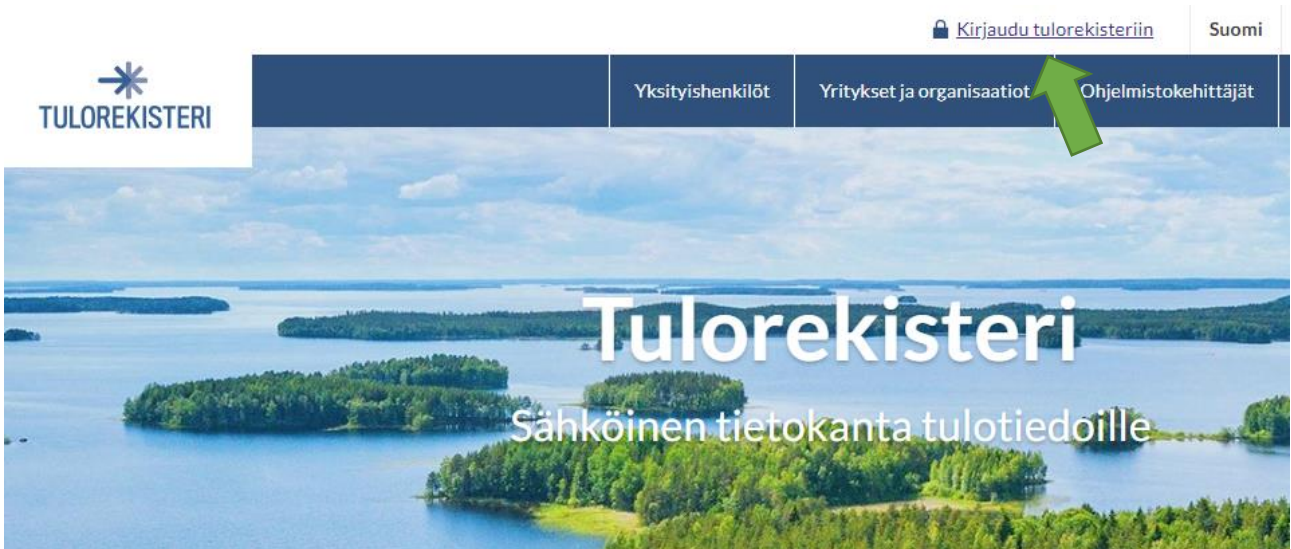 Kirjaudu tulorekisteriin Suomi
TULOREKISTERI
Yksityishenkilöt Yritykset ja organisaatiot Ohjelmistokehittäjät
Tulorekisteri
Sähköinen tietokanta tulotiedoille